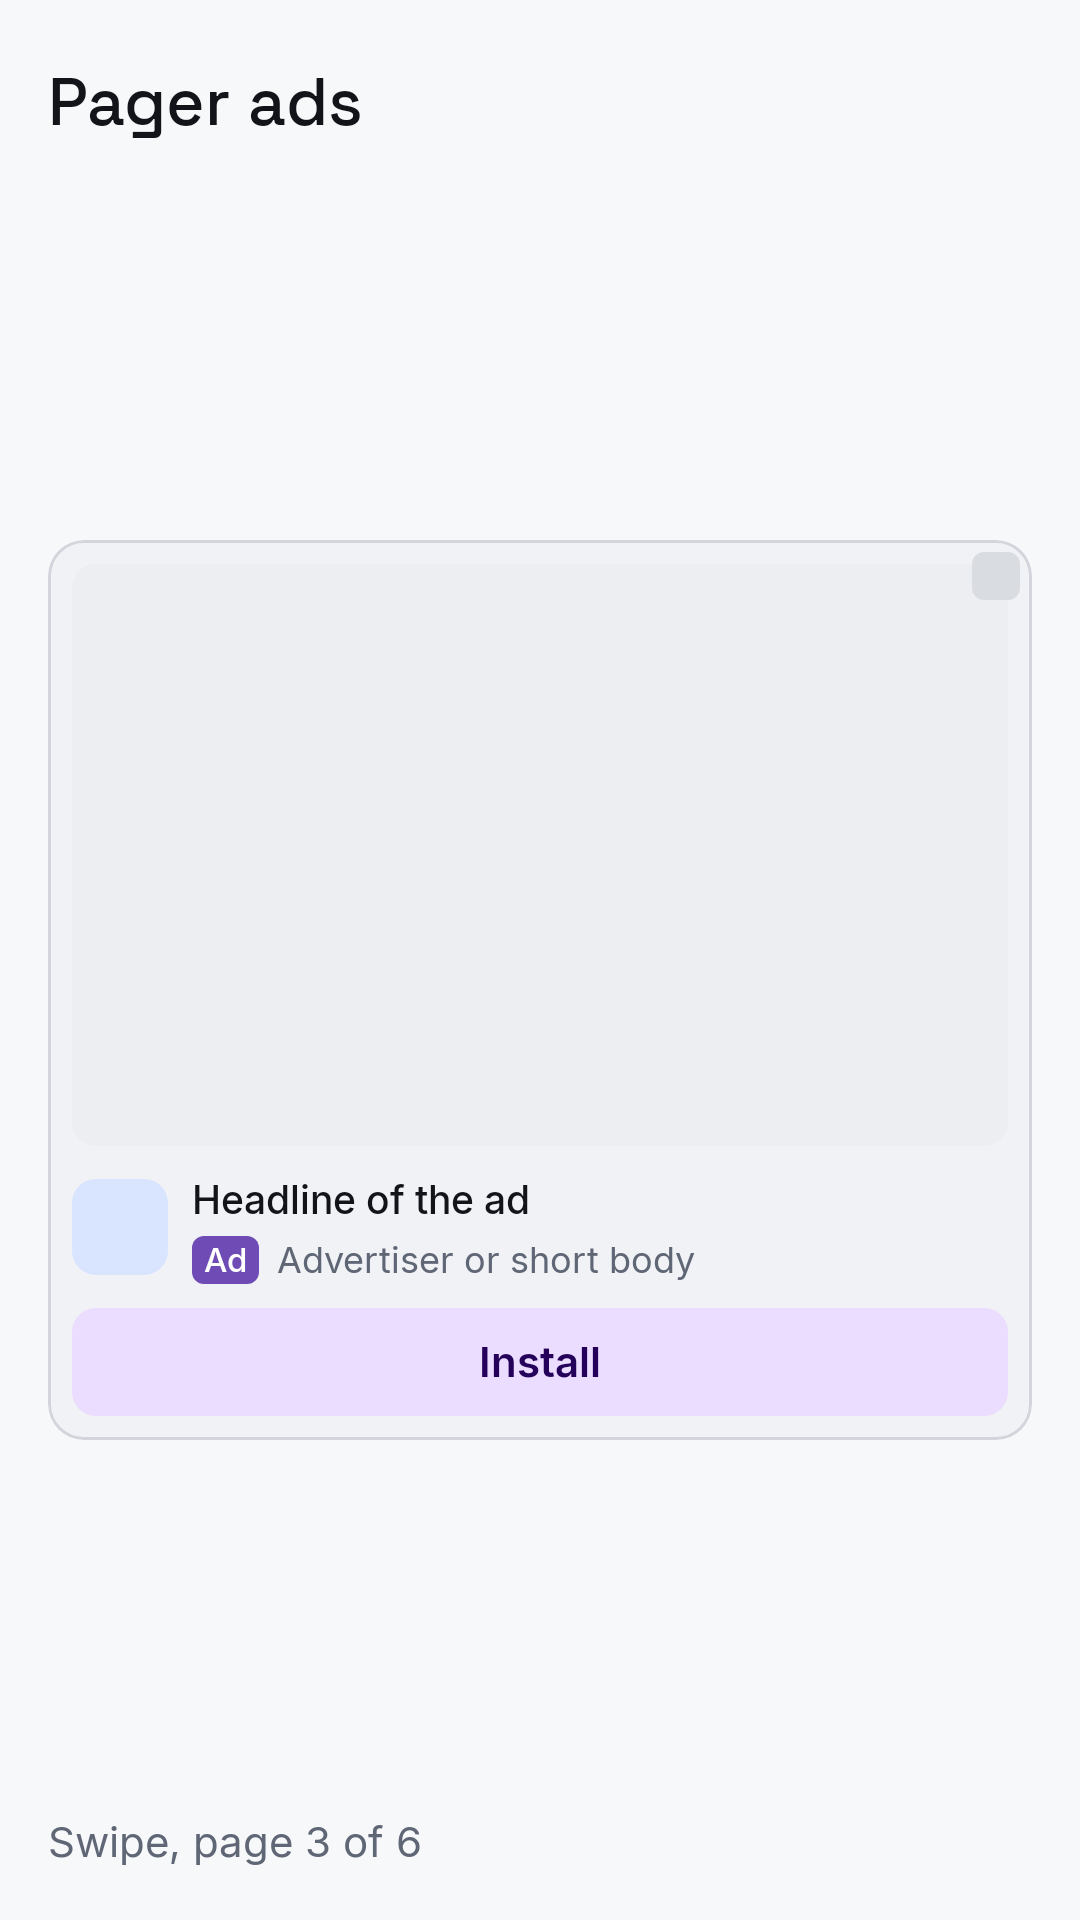 Pager ads
Headline of the ad
Ad Advertiser or short body
Install
Swipe, page 3 of 6